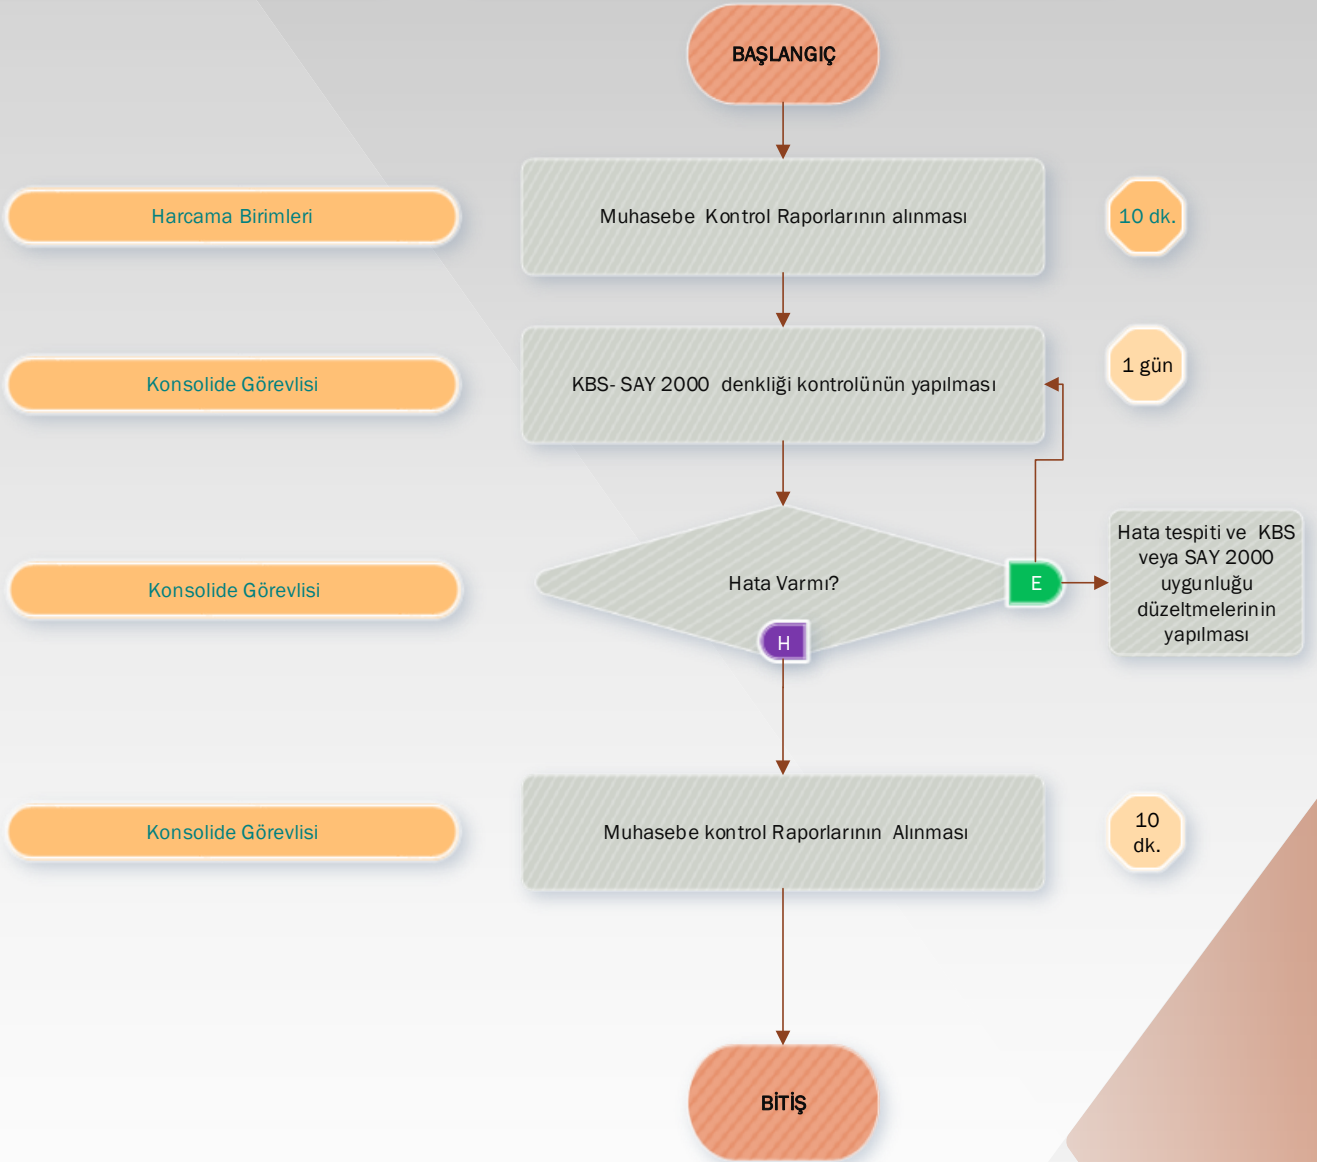 BAŞLANGIÇ
Harcama Birimleri
Muhasebe Kontrol Raporlarının alınması
10 dk.
Konsolide Görevlisi
KBS- SAY 2000 denkliği kontrolünün yapılması
1 gün
Konsolide Görevlisi
Hata Varmı?
E
H
Hata tespiti ve KBS
veya SAY 2000
uygunluğu
düzeltmelerinin
yapılması
Konsolide Görevlisi
Muhasebe kontrol Raporlarının Alınması
10
dk.
BİTİŞ